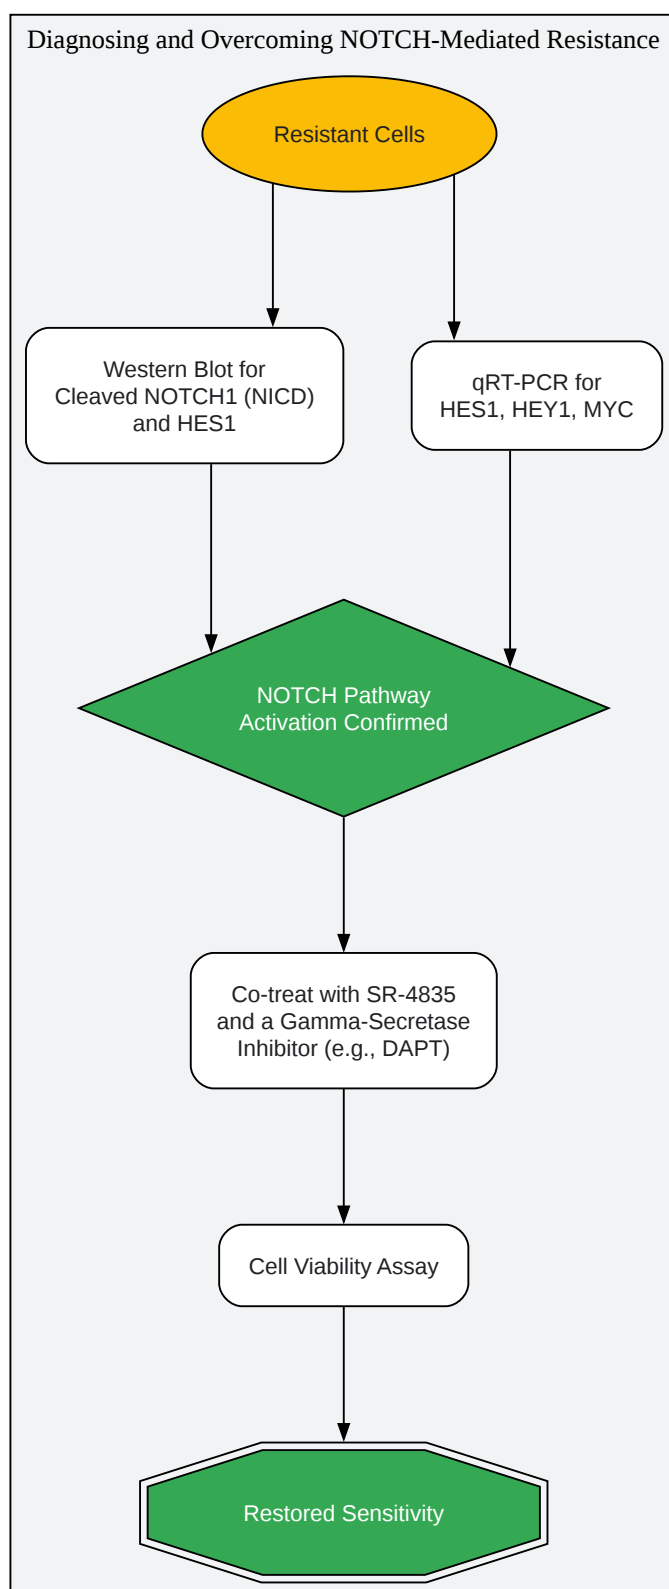 Diagnosing and Overcoming NOTCH-Mediated Resistance
Resistant Cells
Western Blot for
Cleaved NOTCH1 (NICD)
and HES1
qRT-PCR for
HES1, HEY1, MYC
NOTCH Pathway
Activation Confirmed
Co-treat with SR-4835
and a Gamma-Secretase
Inhibitor (e.g., DAPT)
Cell Viability Assay
Restored Sensitivity